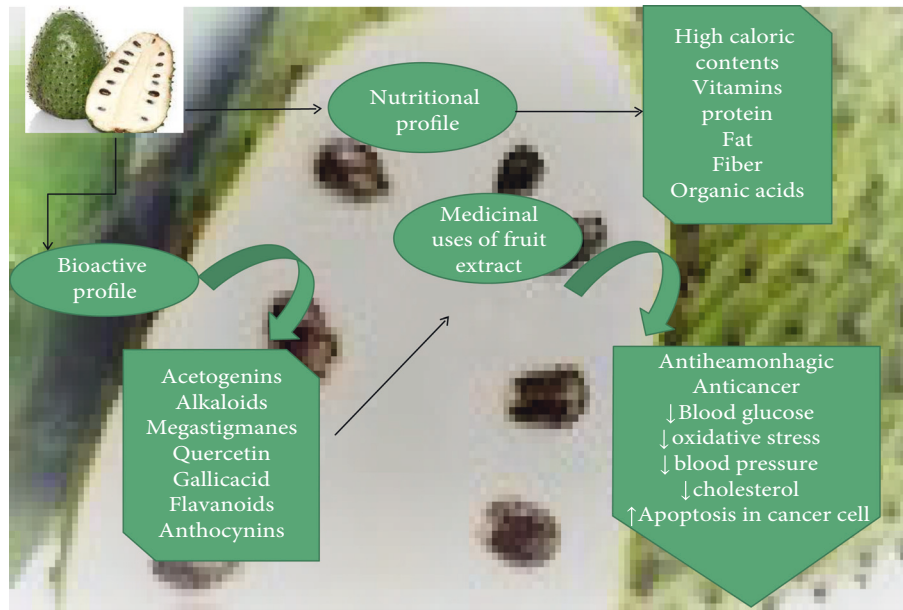 Nutritional
profile
High caloric
contents
Vitamins
protein
Fat
Fiber
Organic acids
Medicinal
uses of fruit
extract
Bioactive
profile
Acetogenins
Alkaloids
Megastigmanes
Quercetin
Gallicacid
Flavanoids
Anthocynins
Antiheamonhagic
Anticancer
↓Blood glucose
↓oxidative stress
↓blood pressure
↓cholesterol
↑Apoptosis in cancer cell